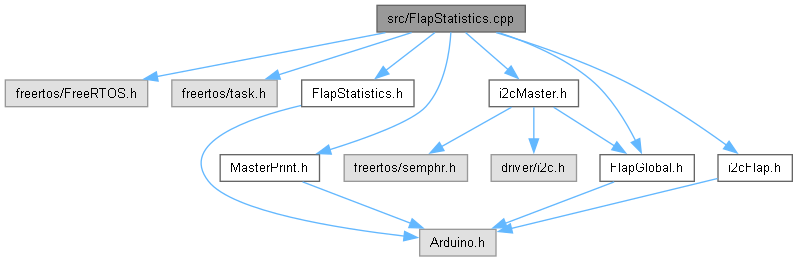 src/FlapStatistics.cpp
freertos/FreeRTOS.h
freertos/task.h
FlapStatistics.h
i2cMaster.h
MasterPrint.h
freertos/semphr.h
driver/i2c.h
FlapGlobal.h
i2cFlap.h
Arduino.h